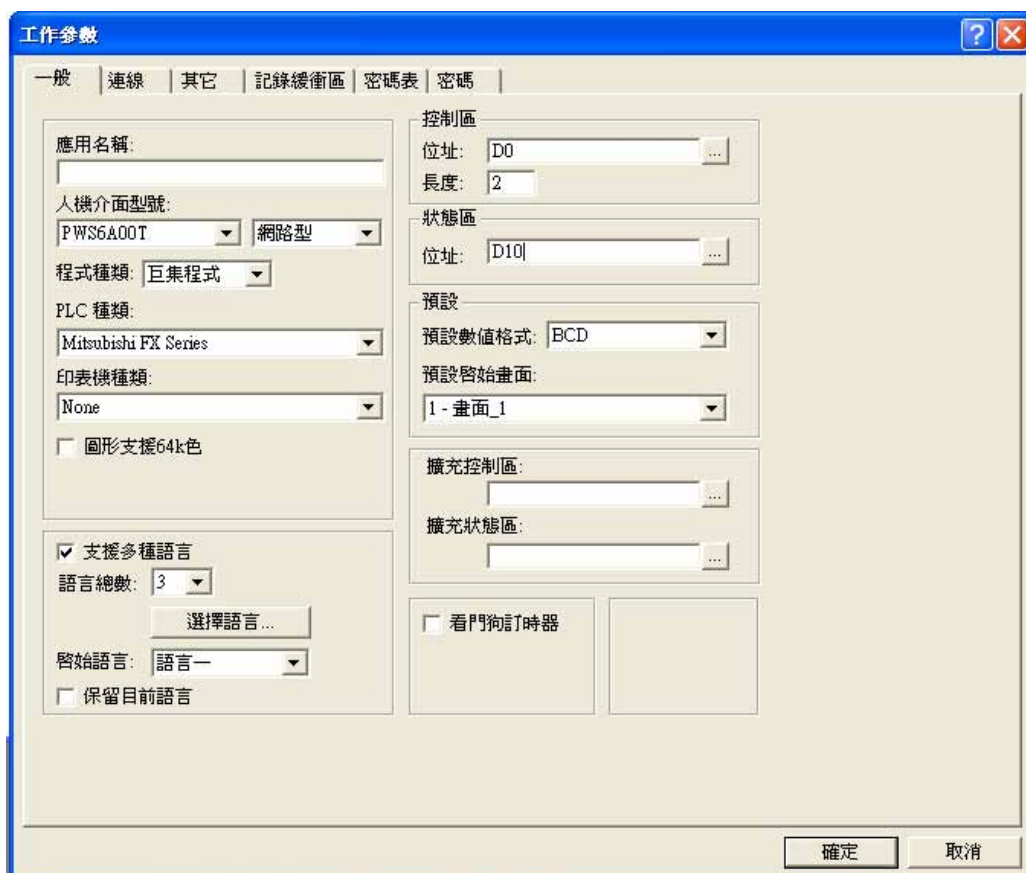 工作參數
一般
連線
其它
記錄緩衝區
密碼表
密碼
應用名稱:
人機介面型號:
PWS6A00T
網路型
程式種類: 巨集程式
PLC 種類:
Mitsubishi FX Series
印表機種類:
None
圖形支援64k色
支援多種語言
語言總數: 3
選擇語言...
啓始語言: 語言一
保留目前語言
控制區
位址: D0 ...
長度: 2
狀態區
位址: D10 ...
預設
預設數值格式: BCD
預設啓始畫面:
1 - 畫面_1
擴充控制區:
...
擴充狀態區:
...
看門狗訂時器
確定
取消